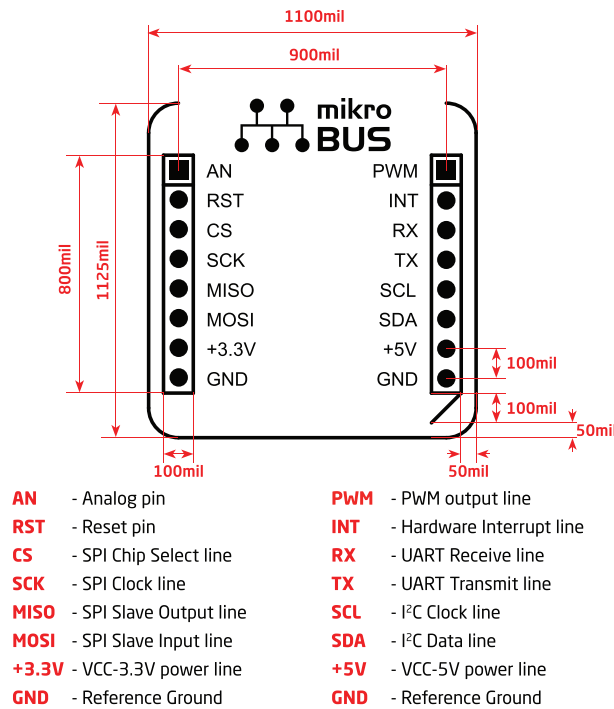 1100mil
900mil
mikro
BUS
AN PWM
RST INT
CS RX
SCK TX
MISO SCL
MOSI SDA
+3.3V +5V
GND GND
800mil
1125mil
100mil
100mil
50mil
100mil
50mil
AN - Analog pin
RST - Reset pin
CS - SPI Chip Select line
SCK - SPI Clock line
MISO - SPI Slave Output line
MOSI - SPI Slave Input line
+3.3V - VCC-3.3V power line
GND - Reference Ground
PWM - PWM output line
INT - Hardware Interrupt line
RX - UART Receive line
TX - UART Transmit line
SCL - I²C Clock line
SDA - I²C Data line
+5V - VCC-5V power line
GND - Reference Ground